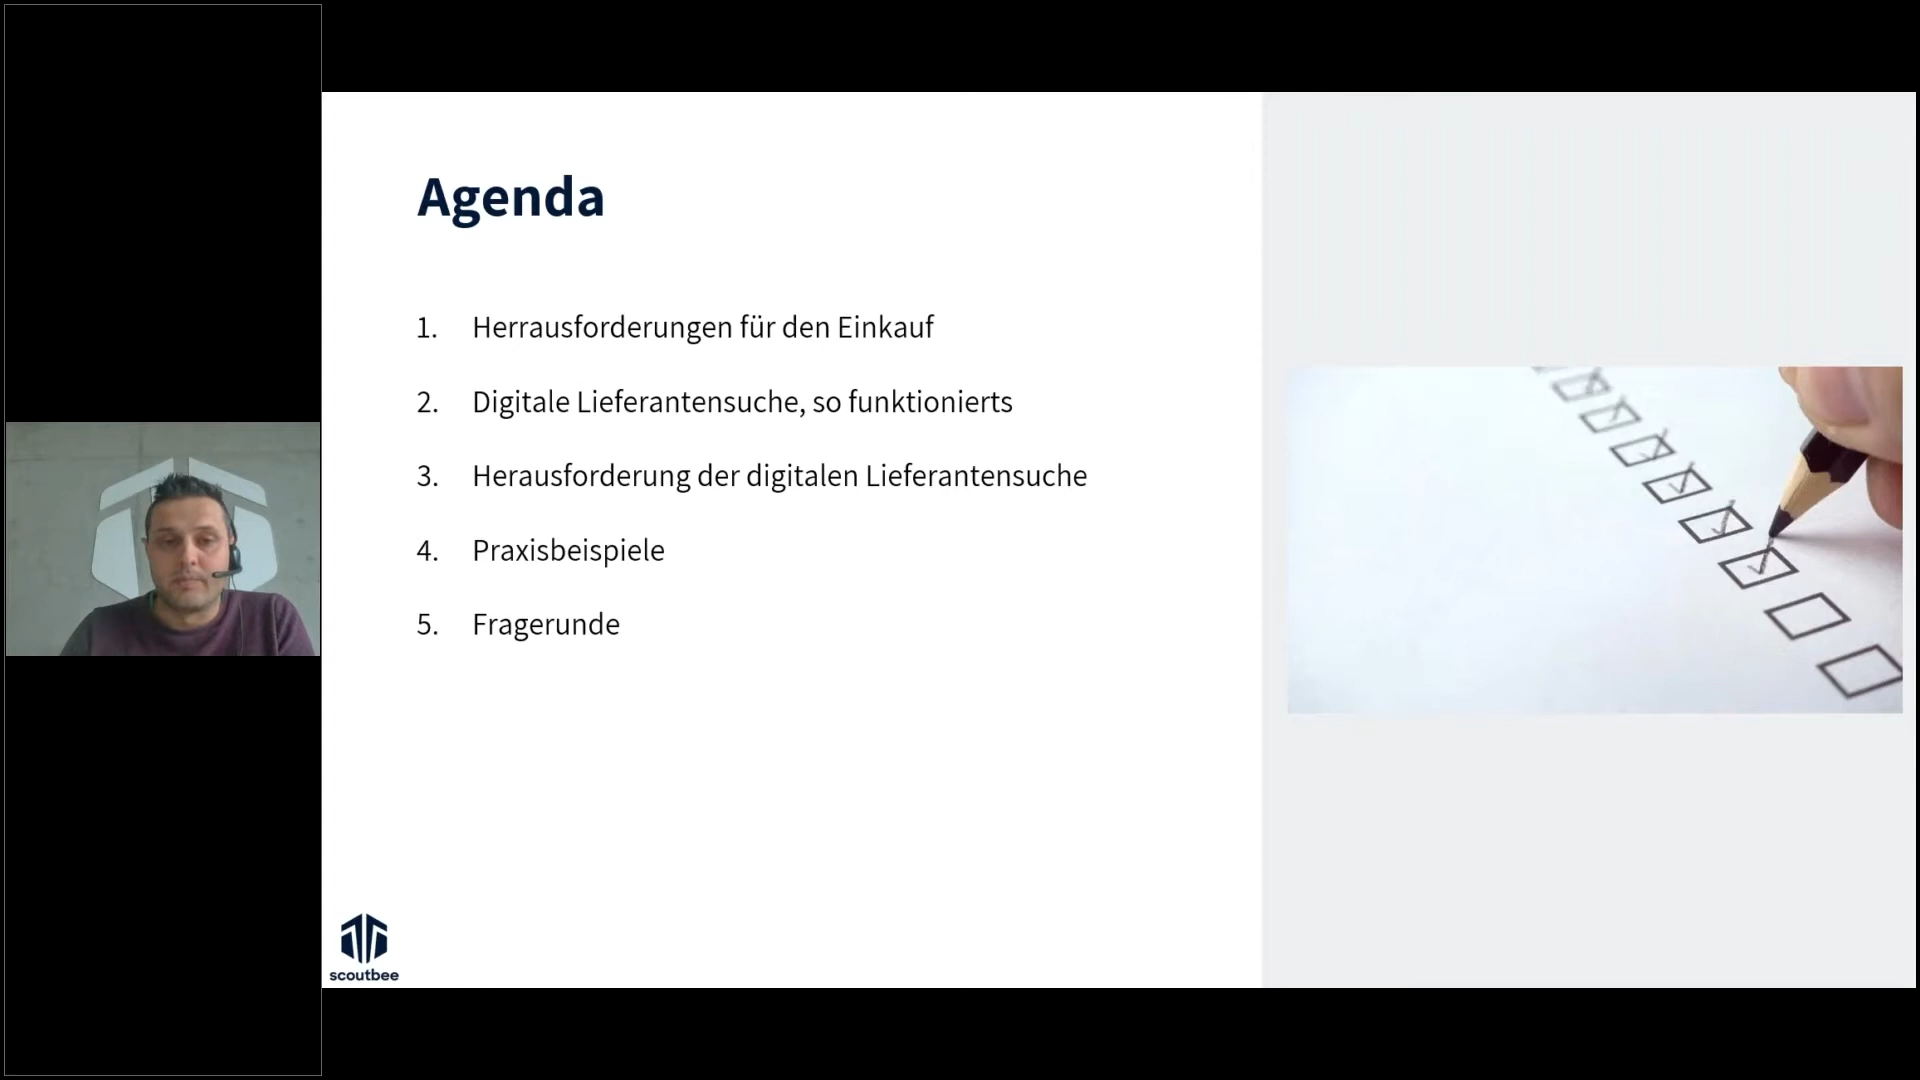 Agenda
1. Herrausforderungen für den Einkauf
2. Digitale Lieferantensuche, so funktionierts
3. Herausforderung der digitalen Lieferantensuche
4. Praxisbeispiele
5. Fragerunde
scoutbee